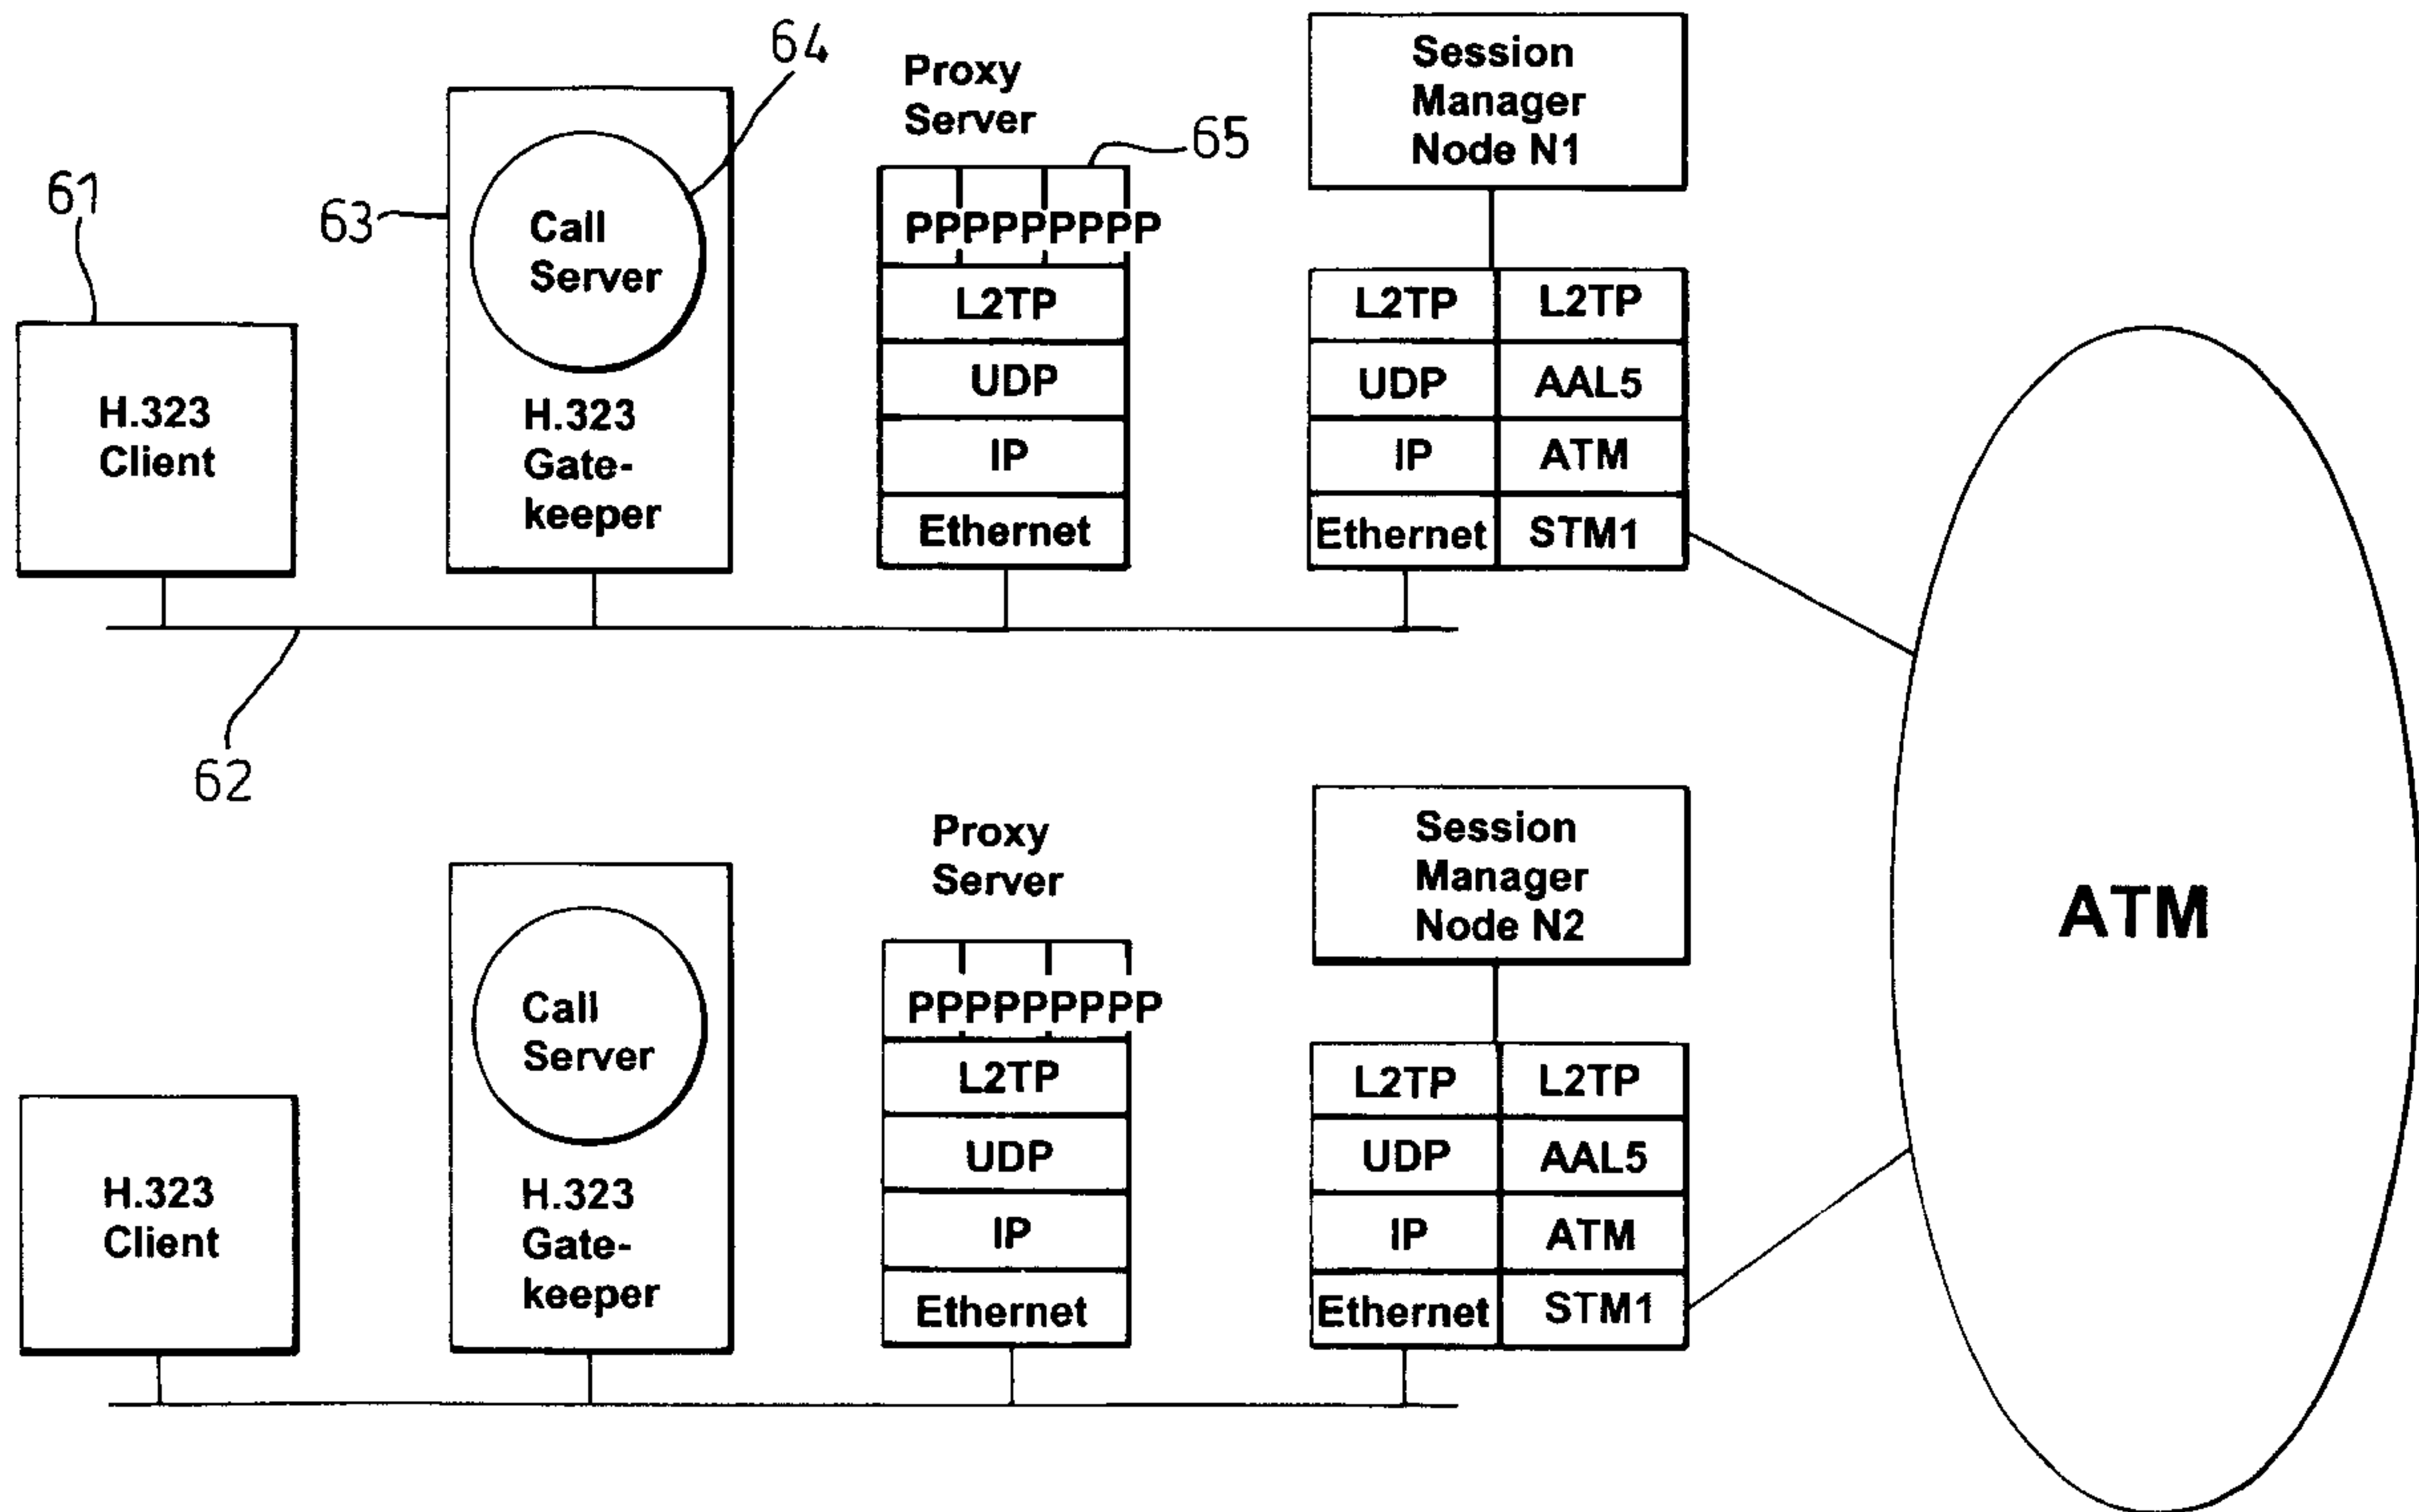 64
Proxy
Server
65
Session
Manager
Node N1
61
63
Call
Server
PPPPPPPPP
L2TP
UDP
IP
Ethernet
L2TP
L2TP
UDP
AAL5
IP
ATM
Ethernet
STM1
H.323
Client
H.323
Gate-
keeper
62
ATM
Proxy
Server
Session
Manager
Node N2
Call
Server
PPPPPPPPP
L2TP
UDP
IP
Ethernet
L2TP
L2TP
UDP
AAL5
IP
ATM
Ethernet
STM1
H.323
Client
H.323
Gate-
keeper